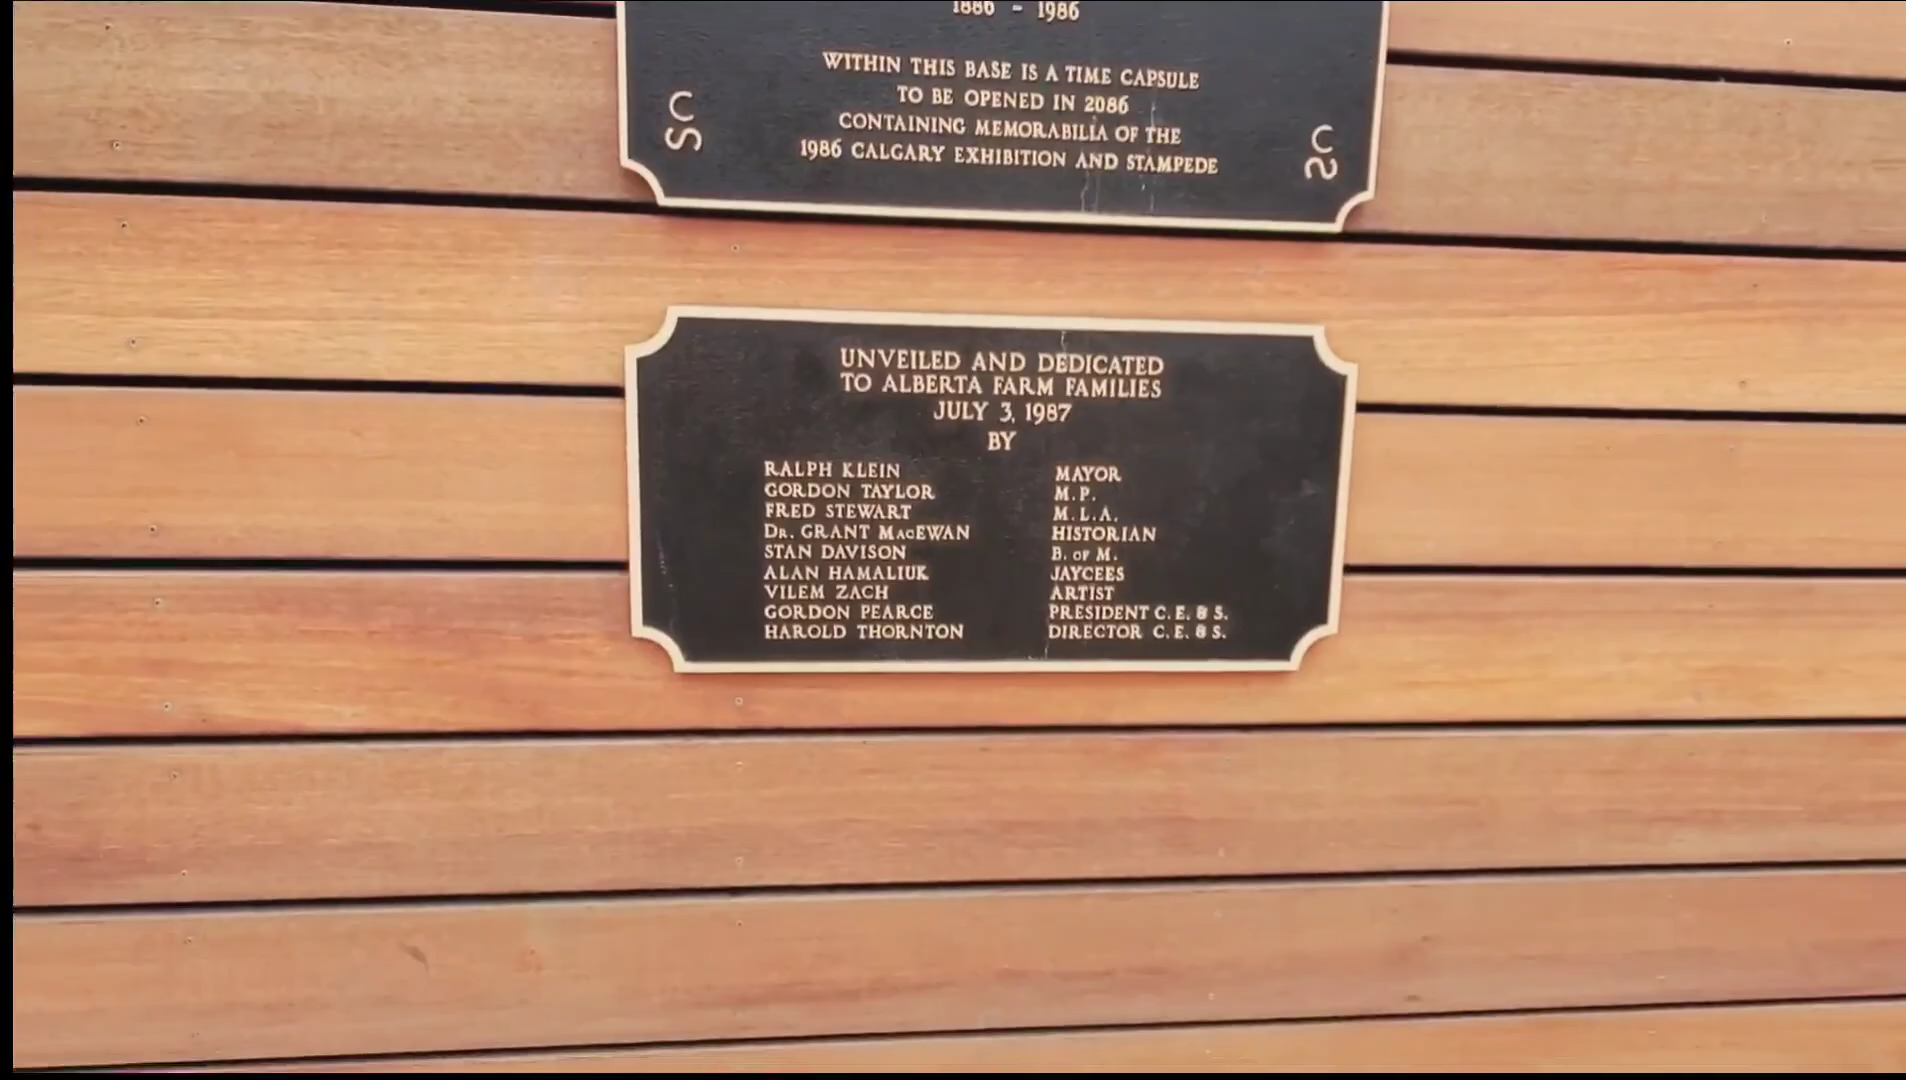 1886 - 1986
WITHIN THIS BASE IS A TIME CAPSULE
TO BE OPENED IN 2086
CONTAINING MEMORABILIA OF THE
1986 CALGARY EXHIBITION AND STAMPEDE
UNVEILED AND DEDICATED
TO ALBERTA FARM FAMILIES
JULY 3, 1987
BY
RALPH KLEIN MAYOR
GORDON TAYLOR M.P.
FRED STEWART M.L.A.
DR. GRANT MACEWAN HISTORIAN
STAN DAVISON B. OF M.
ALAN HAMALIUK JAYCEES
VILEM ZACH ARTIST
GORDON PEARCE PRESIDENT C. E. & S.
HAROLD THORNTON DIRECTOR C. E. & S.